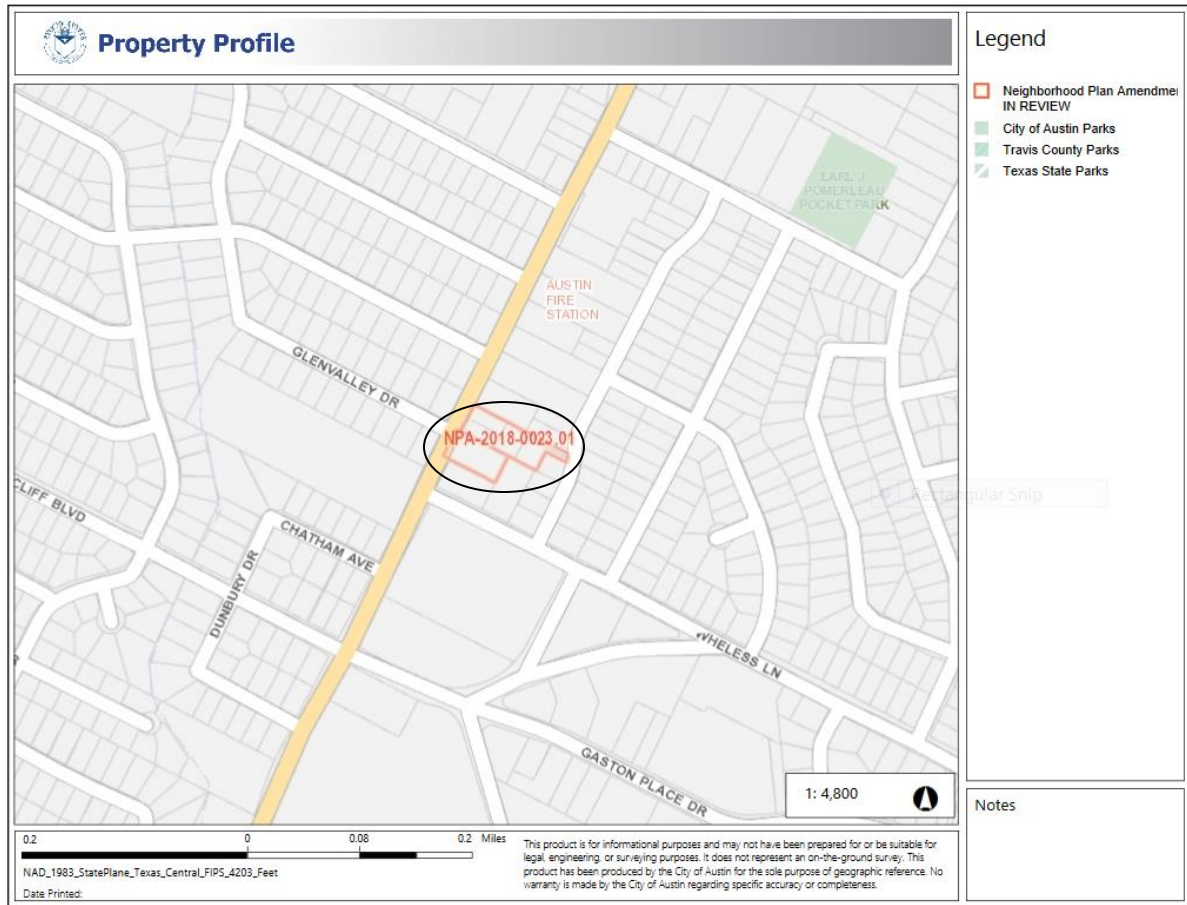 Property Profile
Legend
Neighborhood Plan Amendmen
IN REVIEW
City of Austin Parks
Travis County Parks
Texas State Parks
EARL J
POMERLEAU
POCKET PARK
AUSTIN
FIRE
STATION
GLENVALLEY DR
NPA-2018-0023.01
Rectangular Snip
CLIFF BLVD
CHATHAM AVE
DUNBURY DR
WHELESS LN
GASTON PLACE DR
1: 4,800
Notes
0.2 0 0.08 0.2 Miles
NAD_1983_StatePlane_Texas_Central_FIPS_4203_Feet
Date Printed:
This product is for informational purposes and may not have been prepared for or be suitable for
legal, engineering, or surveying purposes. It does not represent an on-the-ground survey. This
product has been produced by the City of Austin for the sole purpose of geographic reference. No
warranty is made by the City of Austin regarding specific accuracy or completeness.